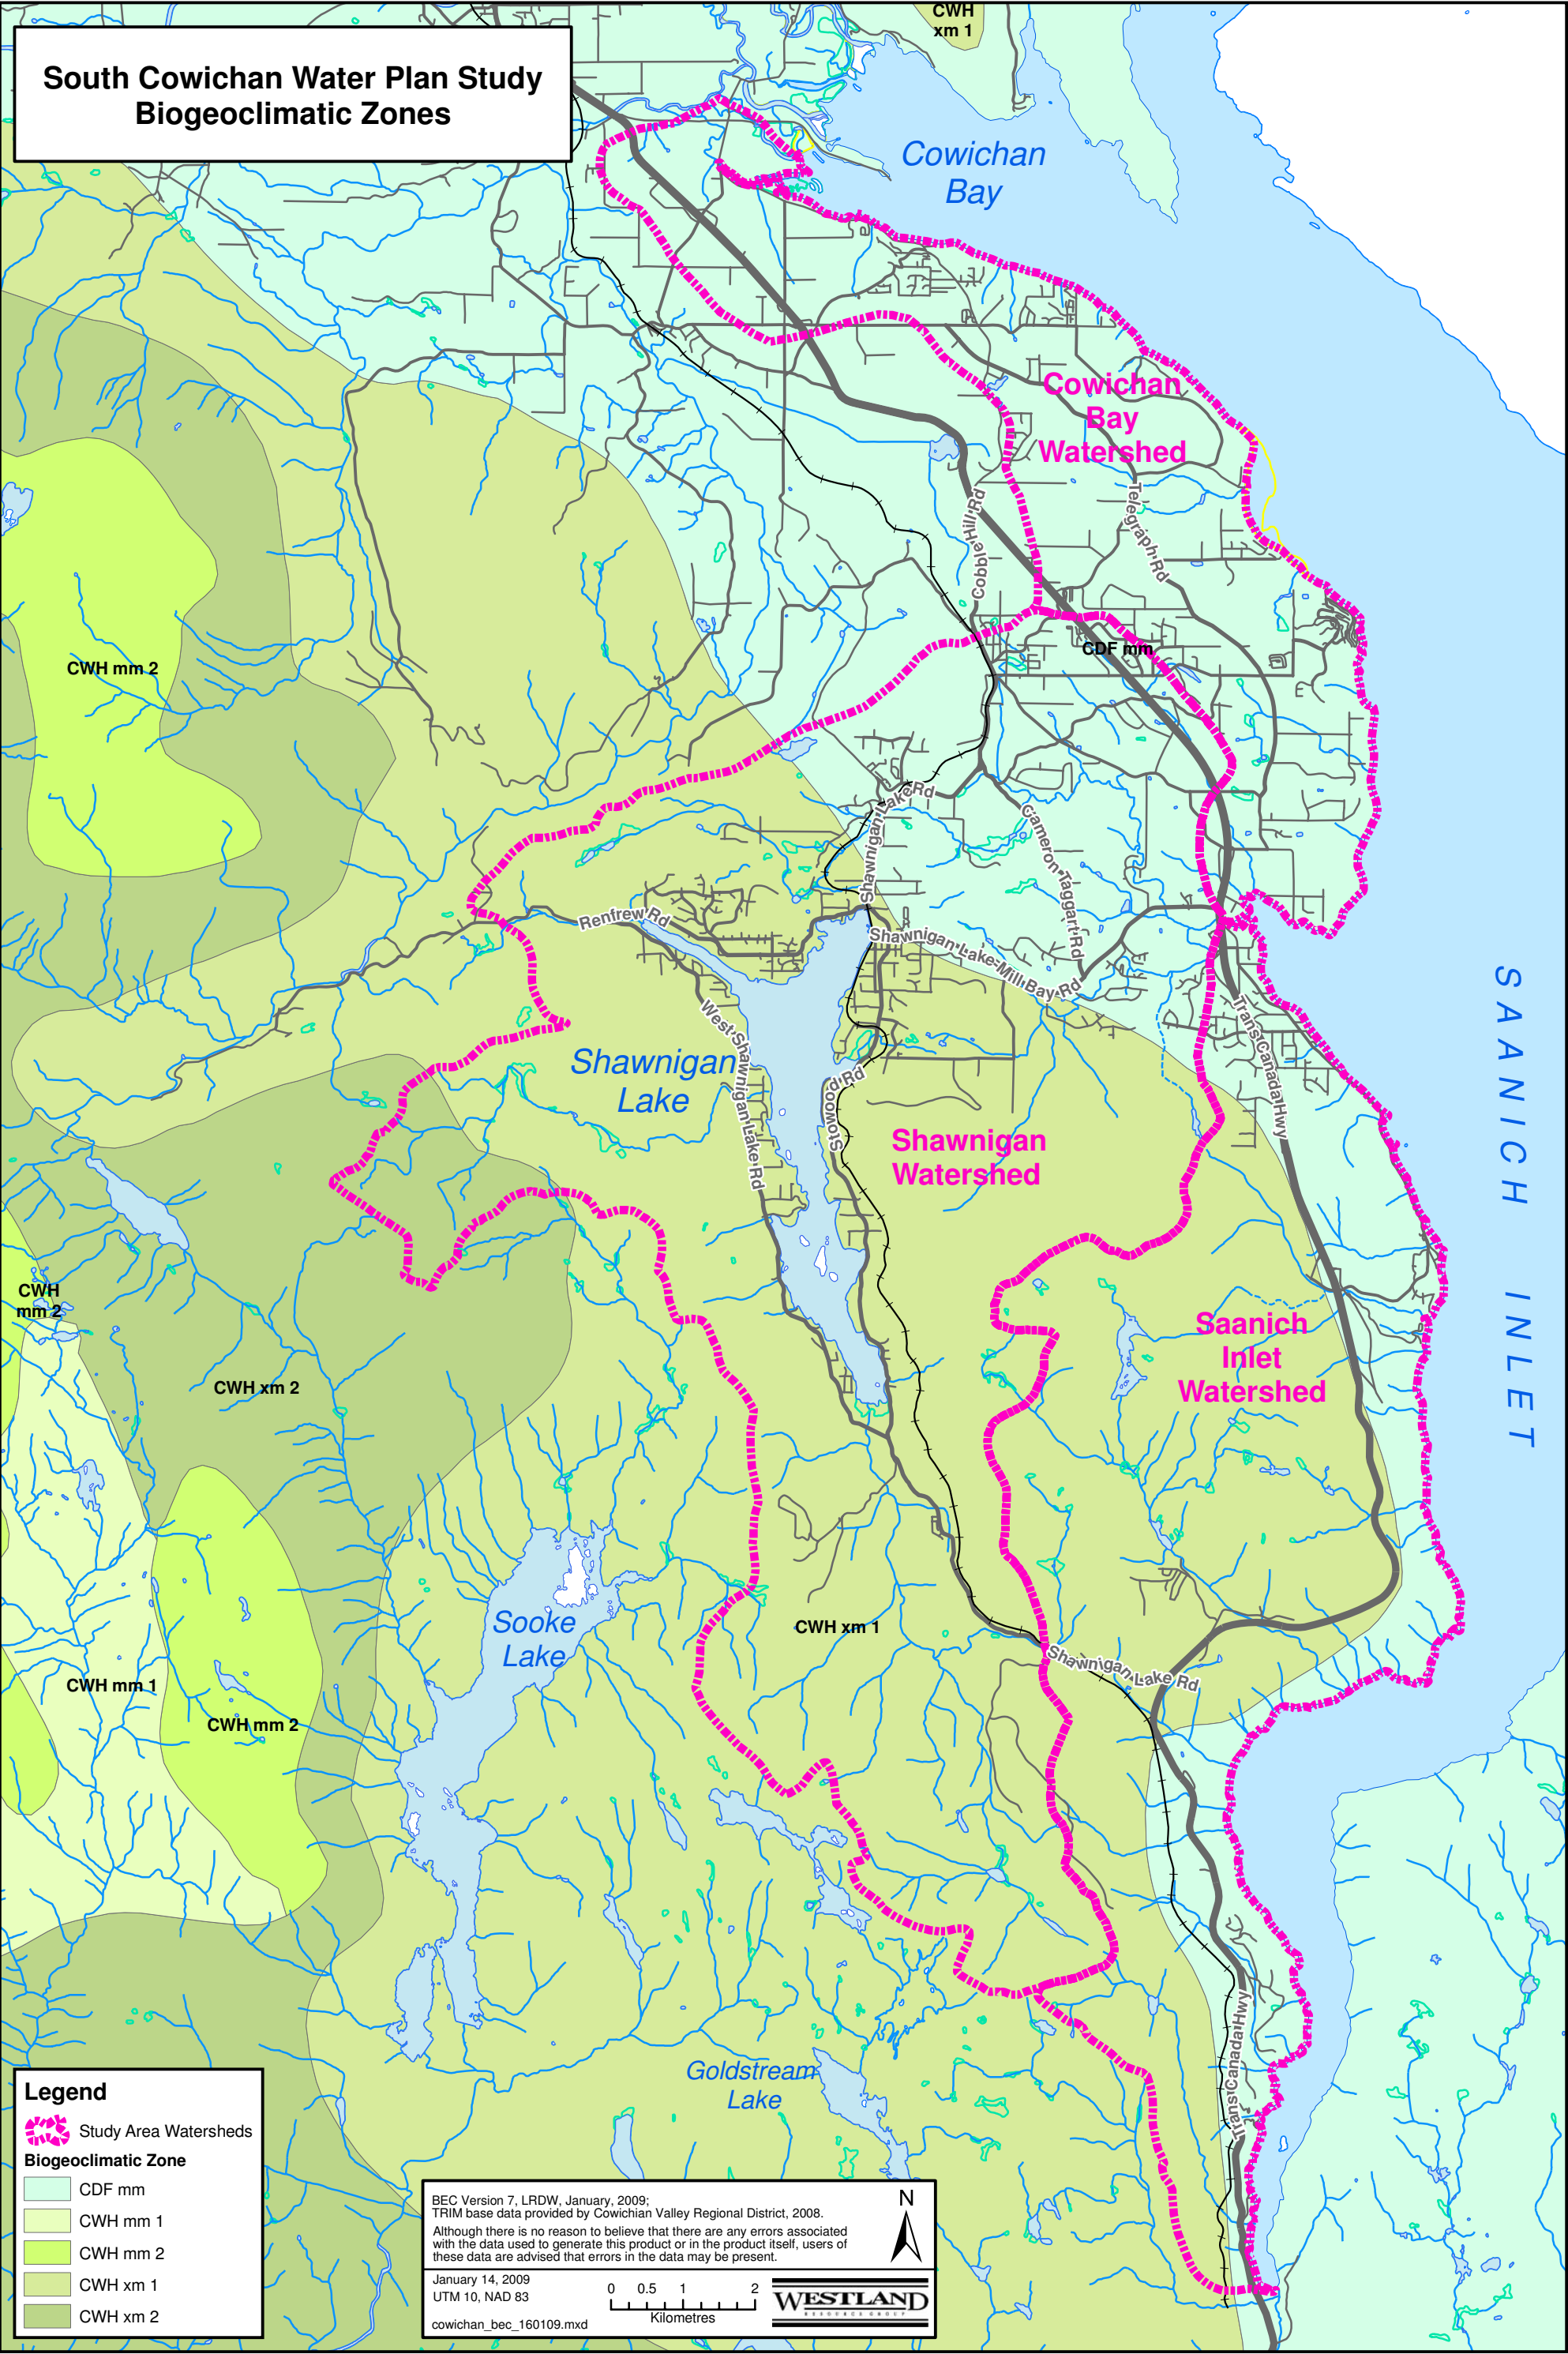 South Cowichan Water Plan Study
Biogeoclimatic Zones
CWH
xm 1
Cowichan
Bay
Cowichan
Bay
Watershed
Telegraph Rd
Cobble Hill Rd
CDF mm
CWH mm 2
Shawnigan Lake Rd
Cameron Taggart Rd
Renfrew Rd
Shawnigan Lake-Mill Bay Rd
West Shawnigan Lake Rd
Trans Canada Hwy
SAANICH INLET
Shawnigan
Lake
Stowood Rd
Shawnigan
Watershed
CWH
mm 2
CWH xm 2
Saanich
Inlet
Watershed
Sooke
Lake
CWH xm 1
Shawnigan Lake Rd
CWH mm 1
CWH mm 2
Trans Canada Hwy
Goldstream
Lake
Legend
Study Area Watersheds
Biogeoclimatic Zone
CDF mm
CWH mm 1
CWH mm 2
CWH xm 1
CWH xm 2
BEC Version 7, LRDW, January, 2009;
TRIM base data provided by Cowichian Valley Regional District, 2008.
Although there is no reason to believe that there are any errors associated
with the data used to generate this product or in the product itself, users of
these data are advised that errors in the data may be present.
N
January 14, 2009
UTM 10, NAD 83
cowichan_bec_160109.mxd
0 0.5 1 2
Kilometres
WESTLAND
RESOURCE GROUP